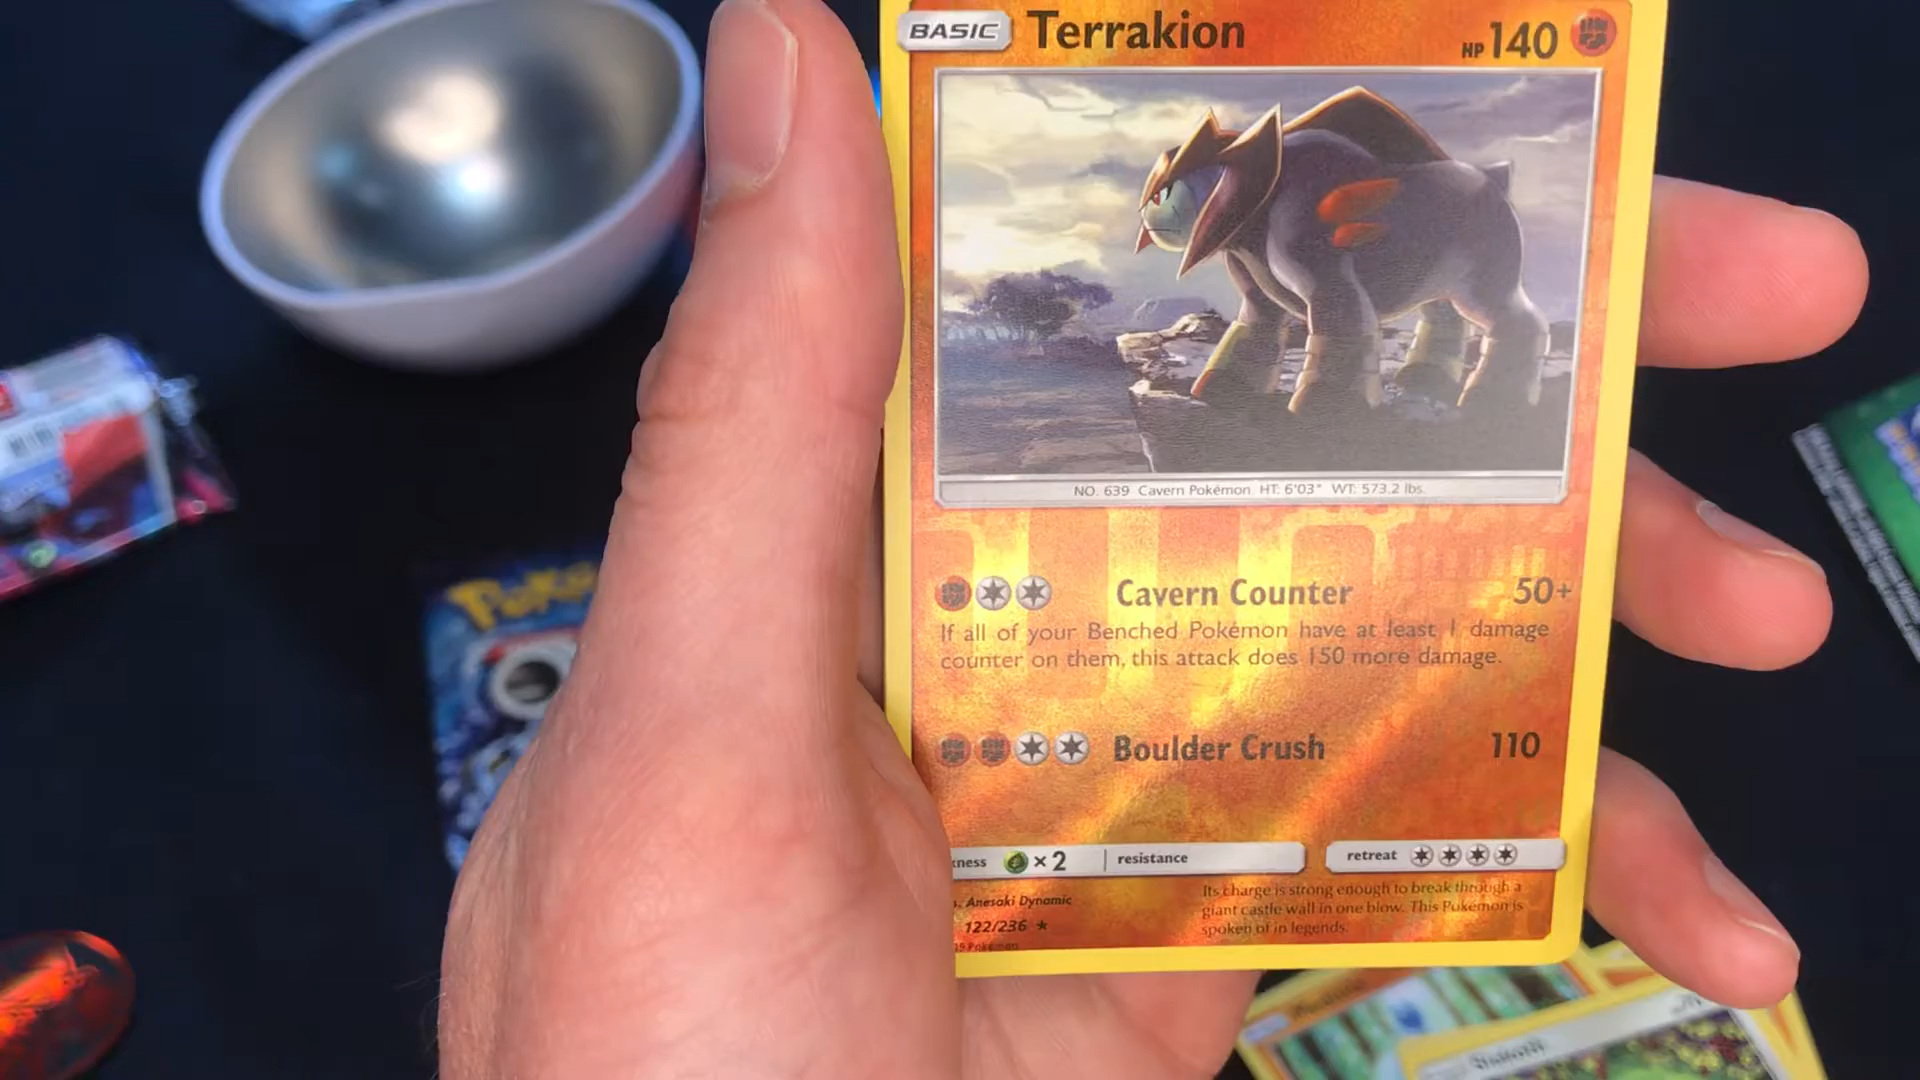 BASIC Terrakion HP 140
NO. 639 Cavern Pokémon HT: 6'03" WT: 573.2 lbs.
Cavern Counter 50+
If all of your Benched Pokémon have at least 1 damage
counter on them, this attack does 150 more damage.
Boulder Crush 110
×2 resistance retreat
Anesaki Dynamic
122/236 ★
Pokémon
Its charge is strong enough to break through a
giant castle wall in one blow. This Pokémon is
spoken of in legends.